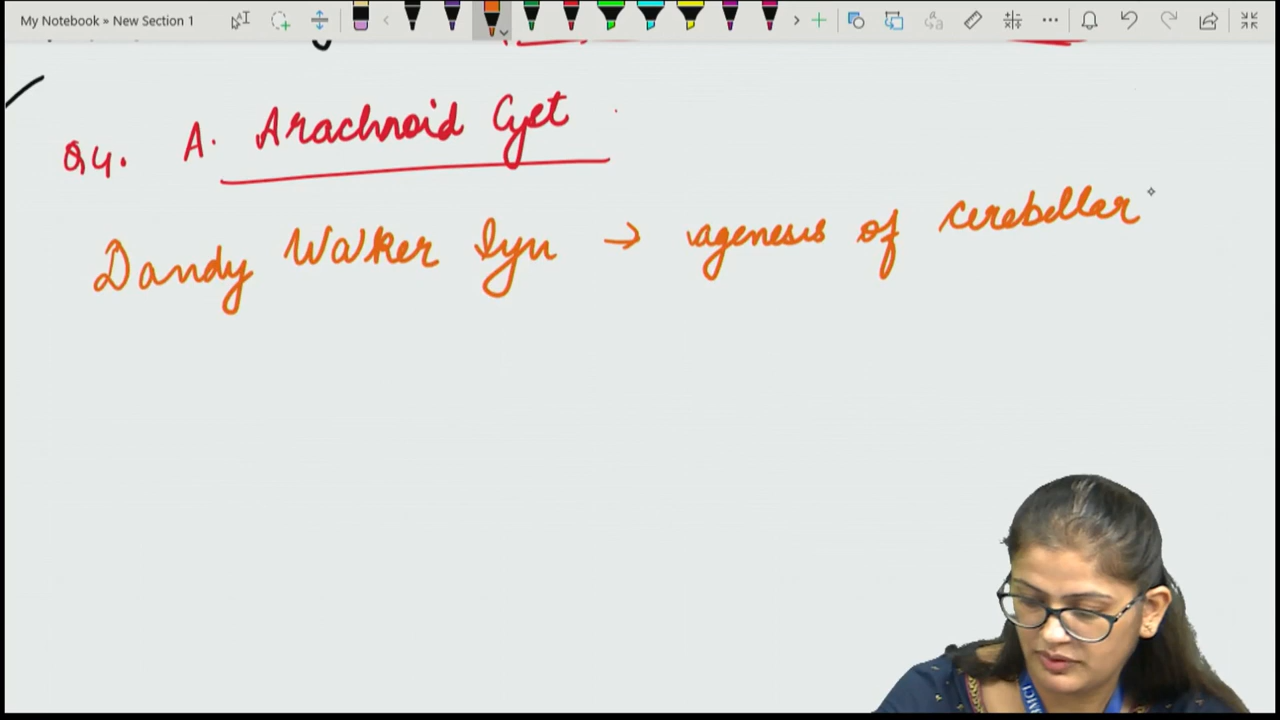 My Notebook » New Section 1
Q4. A. Arachnoid Cyst
Dandy Walker Syn → agenesis of cerebellar